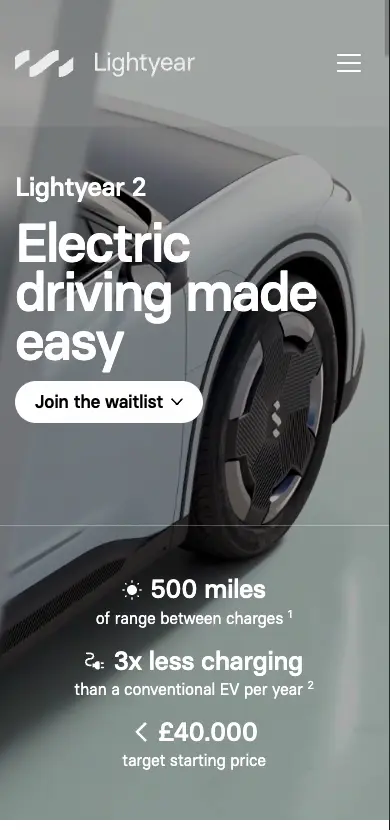 Lightyear
Lightyear 2
Electric
driving made
easy
Join the waitlist
500 miles
of range between charges ¹
3x less charging
than a conventional EV per year ²
< £40.000
target starting price